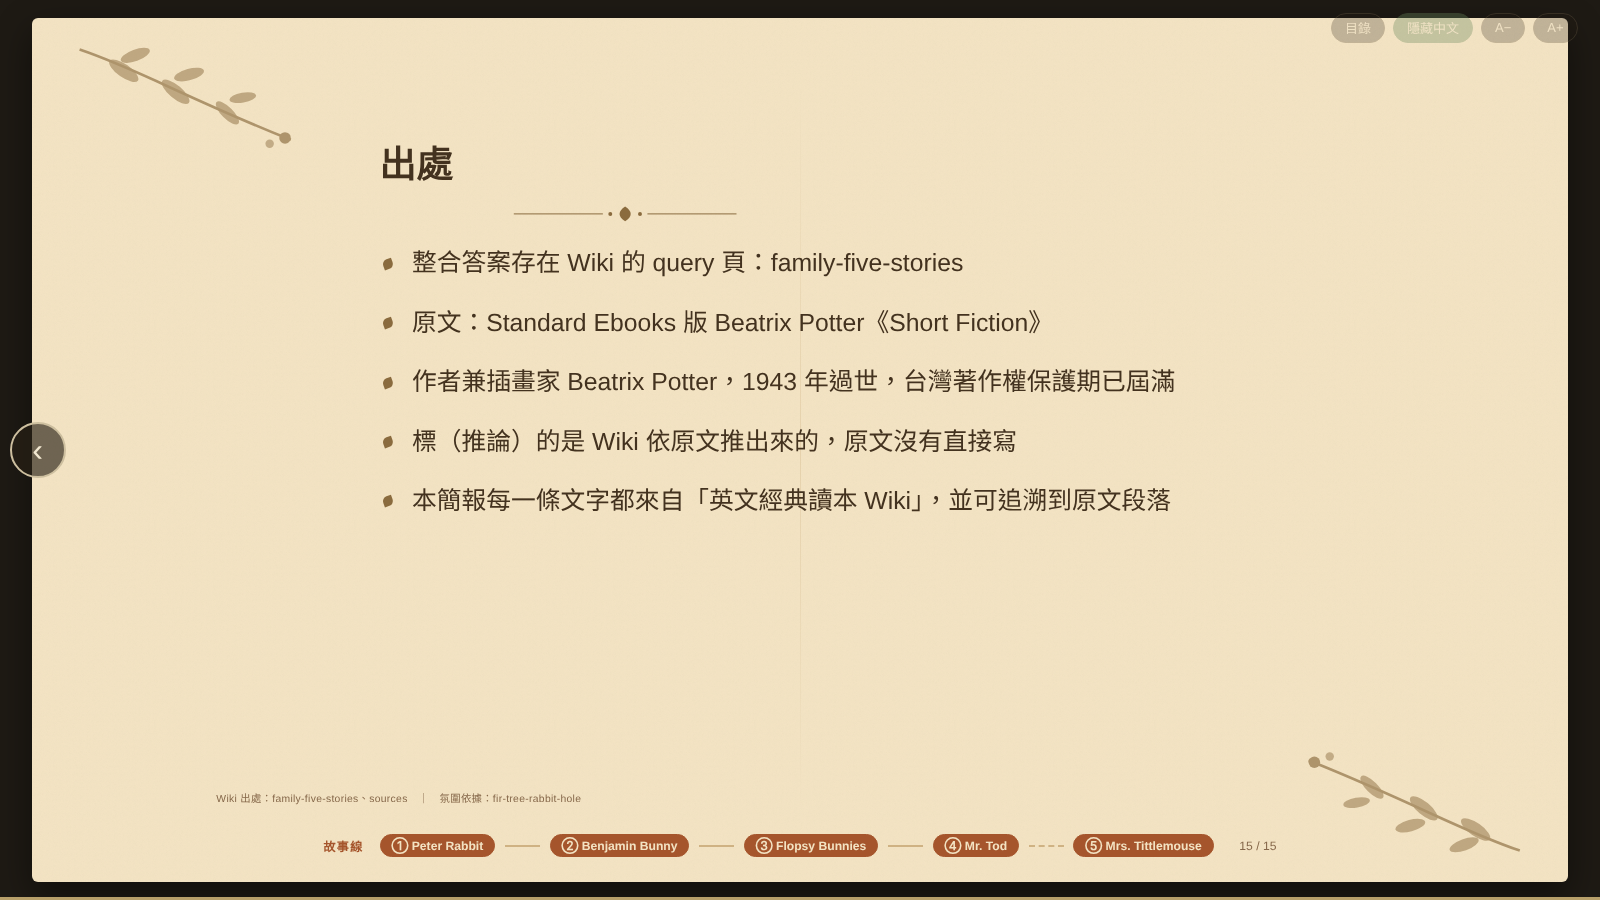 目錄 隱藏中文 A− A+
出處
整合答案存在 Wiki 的 query 頁：family-five-stories
原文：Standard Ebooks 版 Beatrix Potter《Short Fiction》
作者兼插畫家 Beatrix Potter，1943 年過世，台灣著作權保護期已屆滿
標（推論）的是 Wiki 依原文推出來的，原文沒有直接寫
本簡報每一條文字都來自「英文經典讀本 Wiki」，並可追溯到原文段落
‹
Wiki 出處：family-five-stories、sources ｜ 氛圍依據：fir-tree-rabbit-hole
故事線 ① Peter Rabbit ② Benjamin Bunny ③ Flopsy Bunnies ④ Mr. Tod ⑤ Mrs. Tittlemouse 15 / 15